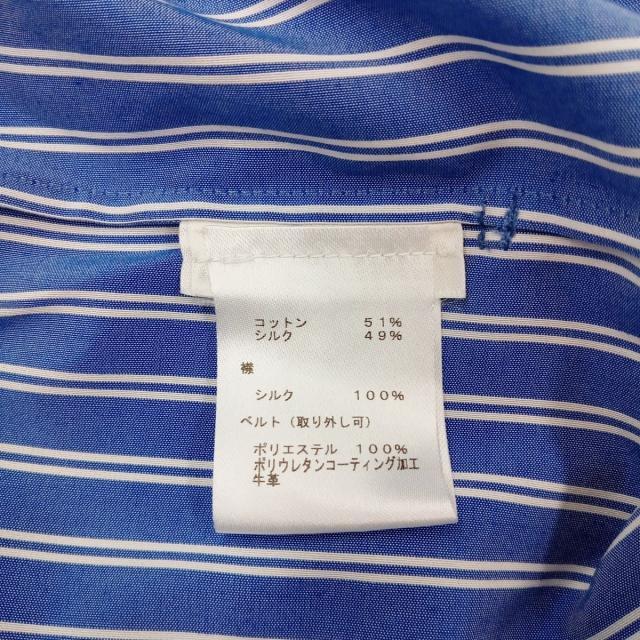 コットン ５１％
シルク ４９％
襟
シルク １００％
ベルト（取り外し可）
ポリエステル １００％
ポリウレタンコーティング加工
牛革